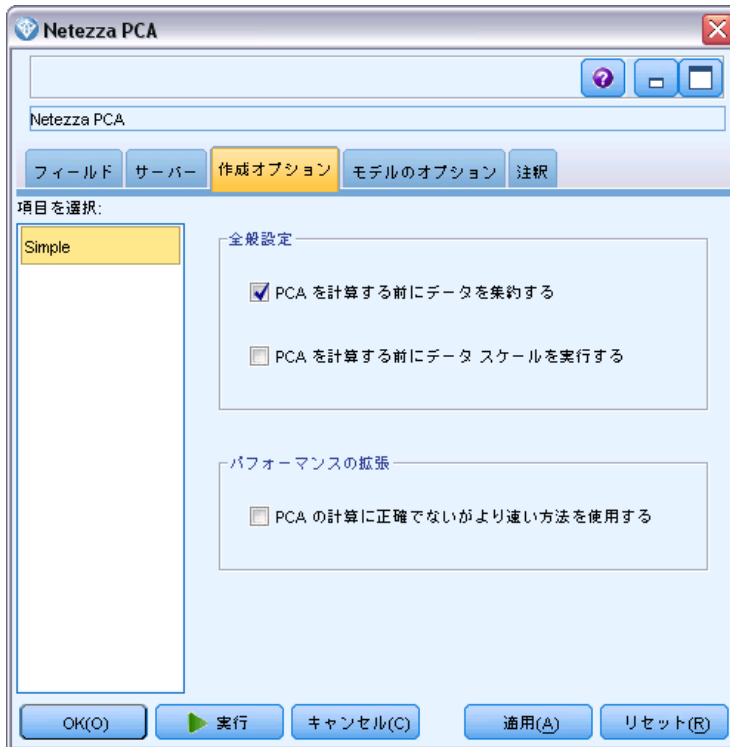 Netezza PCA
Netezza PCA
フィールド サーバー 作成オプション モデルのオプション 注釈
項目を選択:
Simple
全般設定
PCA を計算する前にデータを集約する
PCA を計算する前にデータ スケールを実行する
パフォーマンスの拡張
PCA の計算に正確でないがより速い方法を使用する
OK(O) 実行 キャンセル(C) 適用(A) リセット(R)